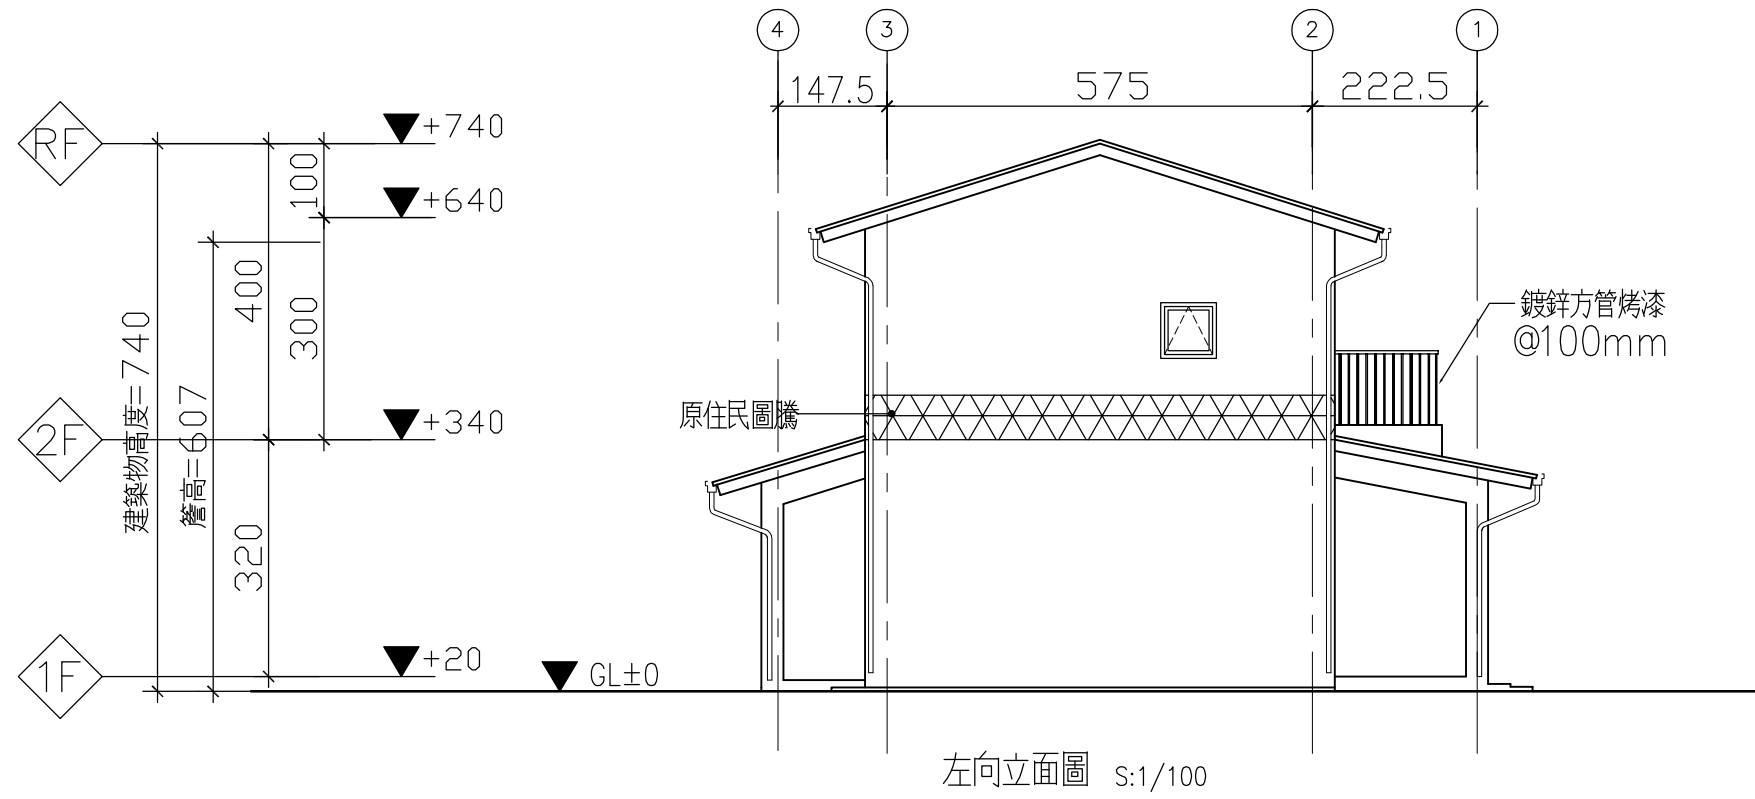 4 3 2 1
147.5 575 222.5
RF
+740
100
+640
400
300
建築物高度=740
簷高=607
鍍鋅方管烤漆
@100mm
原住民圖騰
2F
+340
320
1F
+20
GL±0
左向立面圖 S:1/100